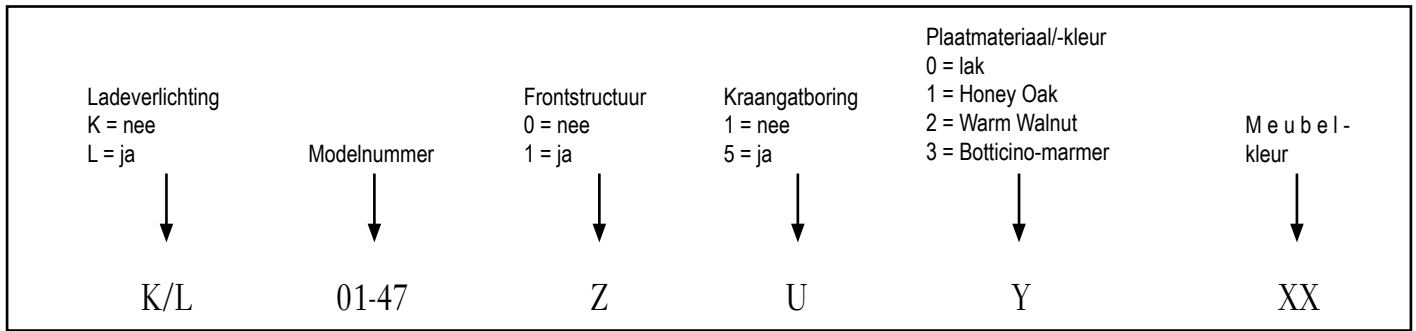 Ladeverlichting
K = nee
L = ja
Modelnummer
Frontstructuur
0 = nee
1 = ja
Kraangatboring
1 = nee
5 = ja
Plaatmateriaal/-kleur
0 = lak
1 = Honey Oak
2 = Warm Walnut
3 = Botticino-marmer
Meubel-
kleur
K/L 01-47 Z U Y XX